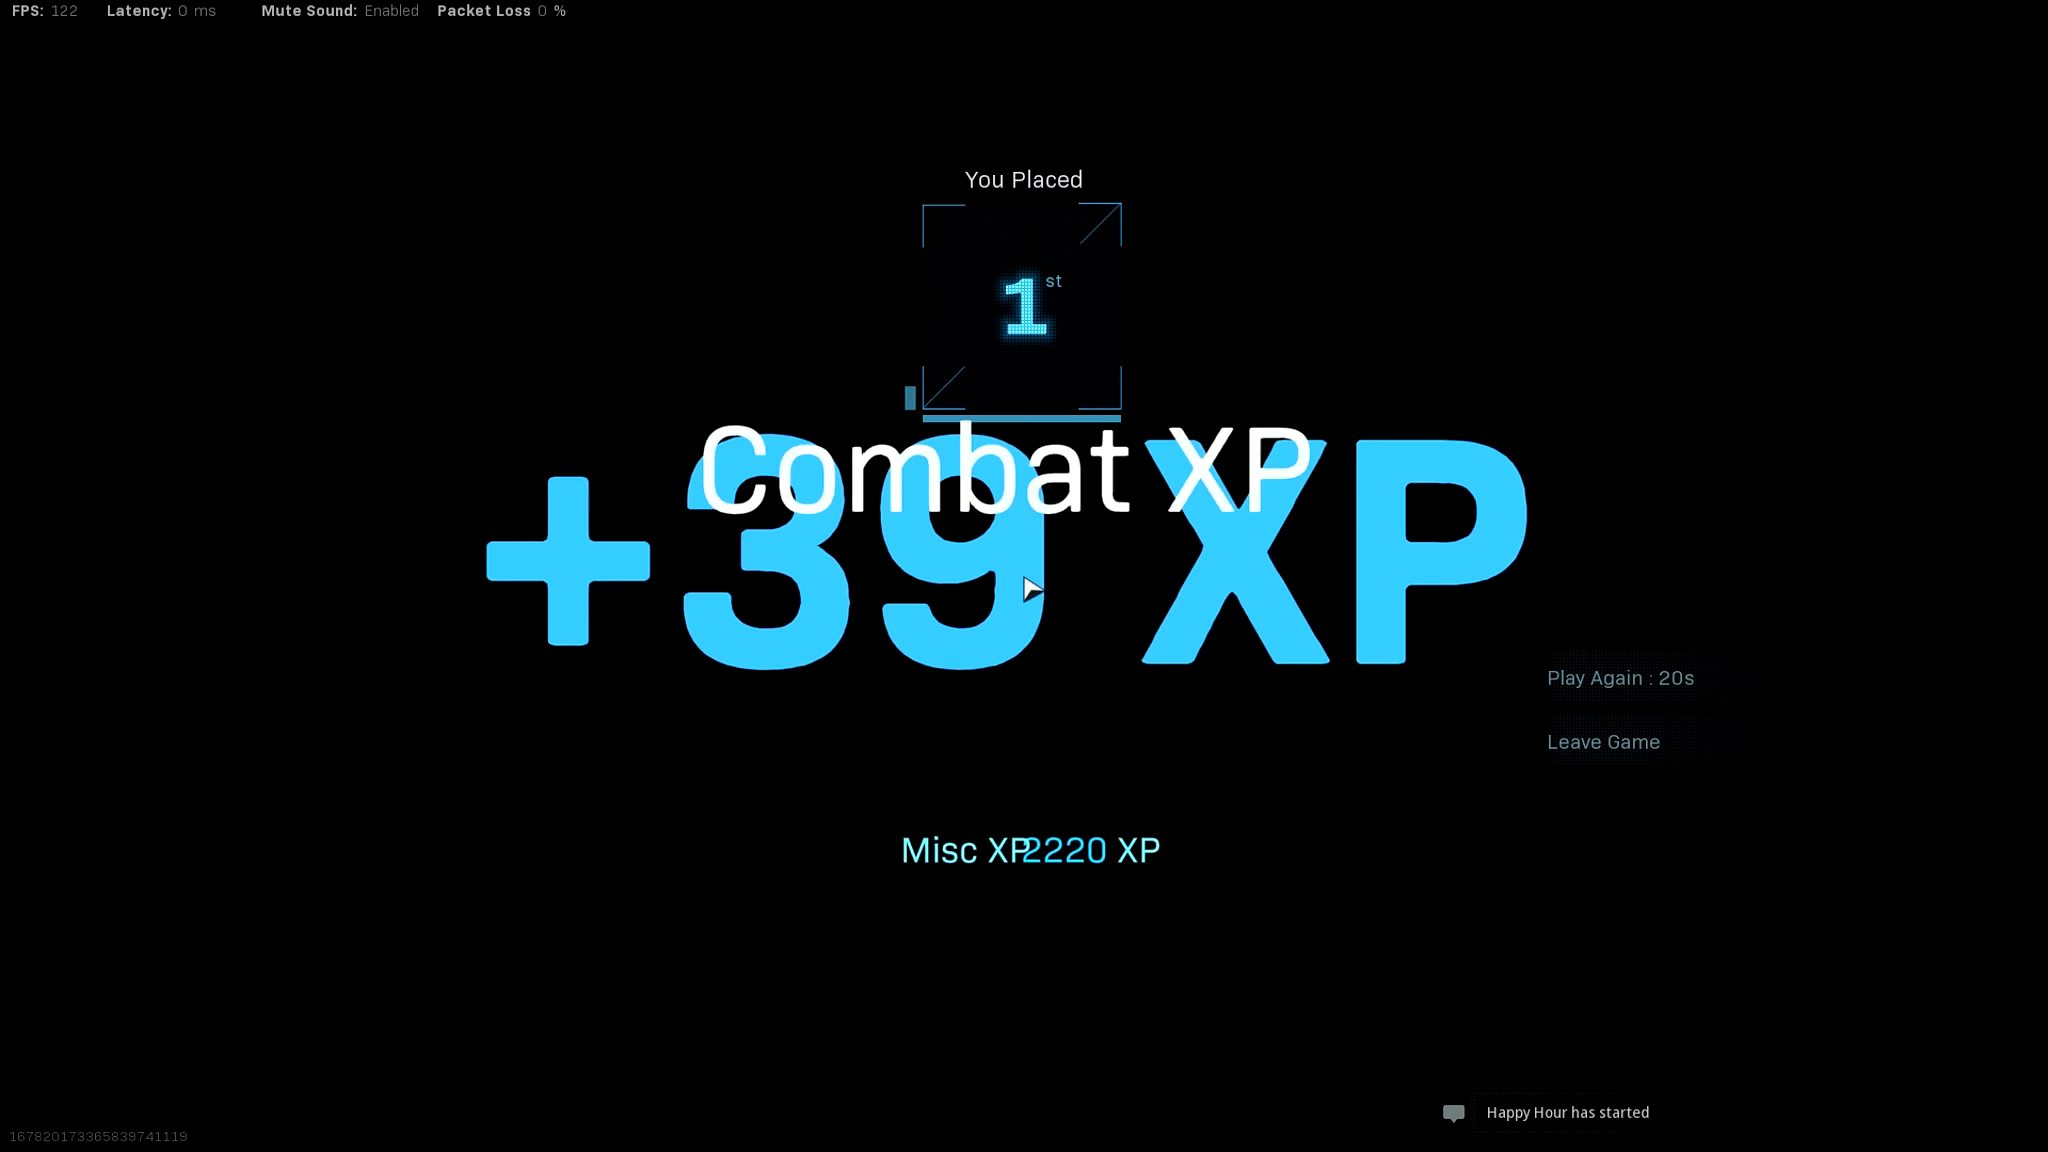 FPS: 122 Latency: 0 ms Mute Sound: Enabled Packet Loss 0 %
You Placed
1st
Combat XP
+39 XP
Play Again : 20s
Leave Game
Misc XP 2220 XP
Happy Hour has started
167820173365839741119